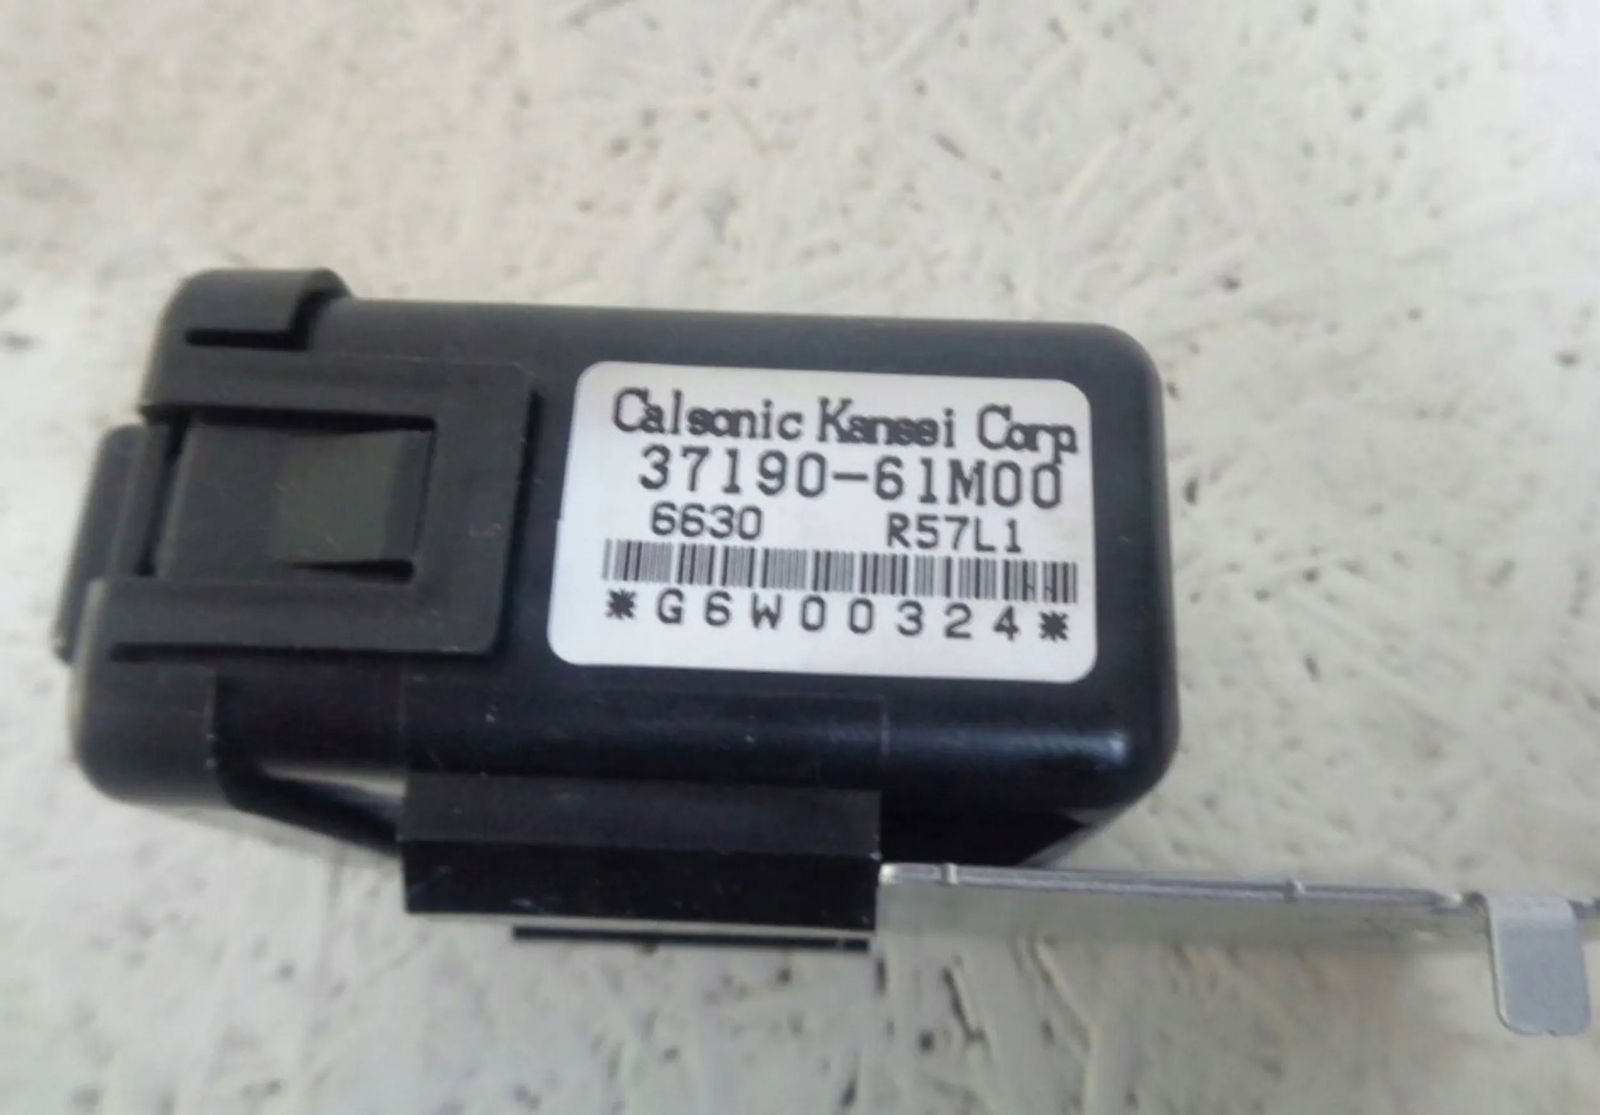 Calsonic Kansei Corp
37190-61M00
6630 R57L1
*G6W00324*